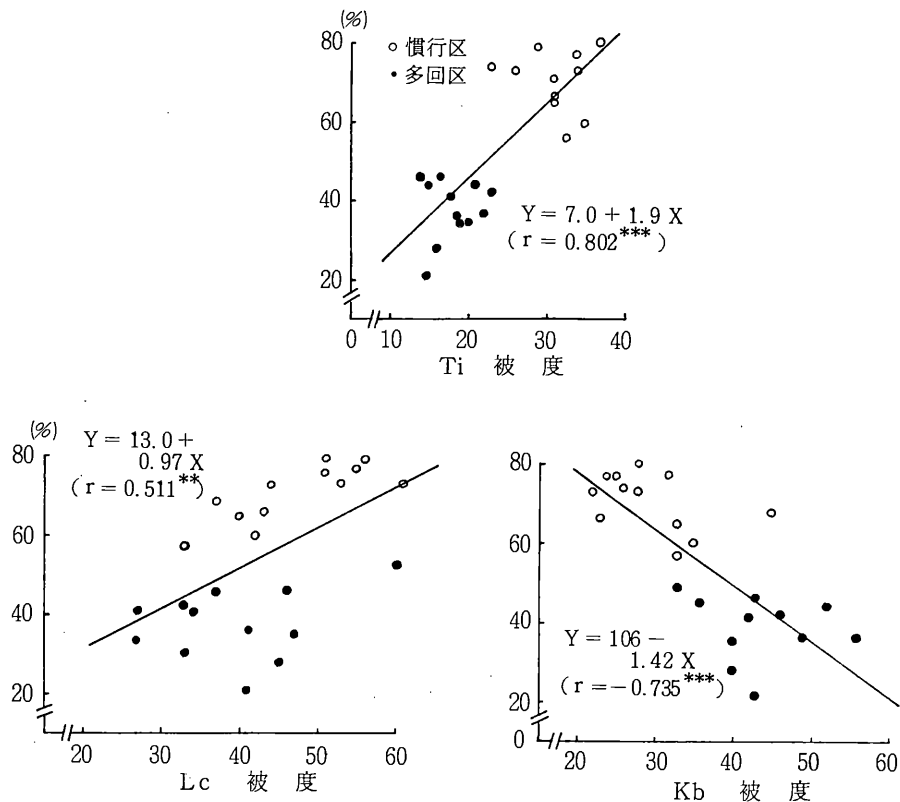 (%)
80
60
40
20
0 10 20 30 40
○ 慣行区
● 多回区
Y = 7.0 + 1.9 X
( r = 0.802*** )
Ti 被 度
(%)
80
60
40
20
20 30 40 50 60
Y = 13.0 +
0.97 X
( r = 0.511** )
Lc 被 度
80
60
40
20
0
20 30 40 50 60
Y = 106 −
1.42 X
( r = −0.735*** )
Kb 被 度